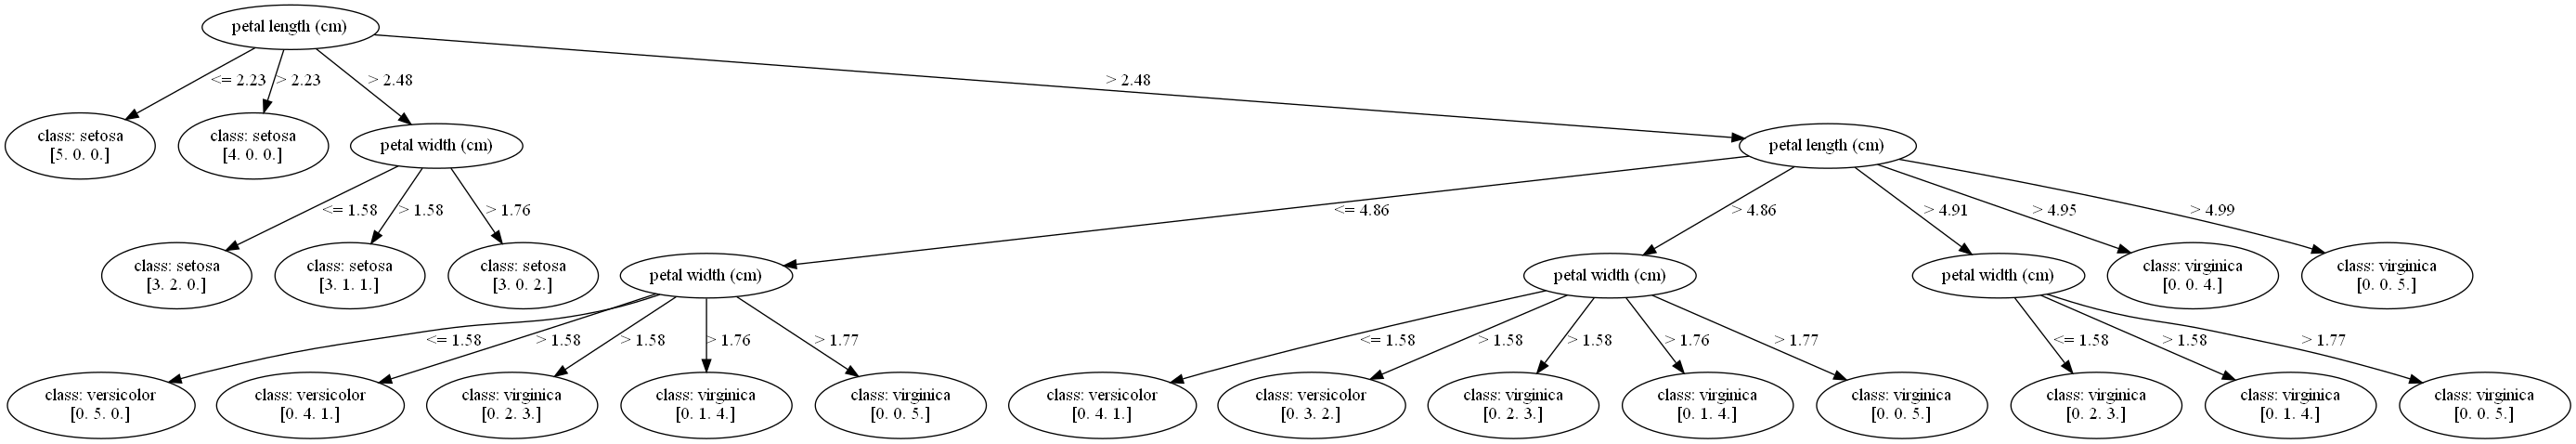 petal length (cm)
<= 2.23
> 2.23
> 2.48
> 2.48
class: setosa
[5. 0. 0.]
class: setosa
[4. 0. 0.]
petal width (cm)
petal length (cm)
<= 1.58
> 1.58
> 1.76
<= 4.86
> 4.86
> 4.91
> 4.95
> 4.99
class: setosa
[3. 2. 0.]
class: setosa
[3. 1. 1.]
class: setosa
[3. 0. 2.]
petal width (cm)
petal width (cm)
petal width (cm)
class: virginica
[0. 0. 4.]
class: virginica
[0. 0. 5.]
<= 1.58
> 1.58
> 1.58
> 1.76
> 1.77
<= 1.58
> 1.58
> 1.58
> 1.76
> 1.77
<= 1.58
> 1.58
> 1.77
class: versicolor
[0. 5. 0.]
class: versicolor
[0. 4. 1.]
class: virginica
[0. 2. 3.]
class: virginica
[0. 1. 4.]
class: virginica
[0. 0. 5.]
class: versicolor
[0. 4. 1.]
class: versicolor
[0. 3. 2.]
class: virginica
[0. 2. 3.]
class: virginica
[0. 1. 4.]
class: virginica
[0. 0. 5.]
class: virginica
[0. 2. 3.]
class: virginica
[0. 1. 4.]
class: virginica
[0. 0. 5.]